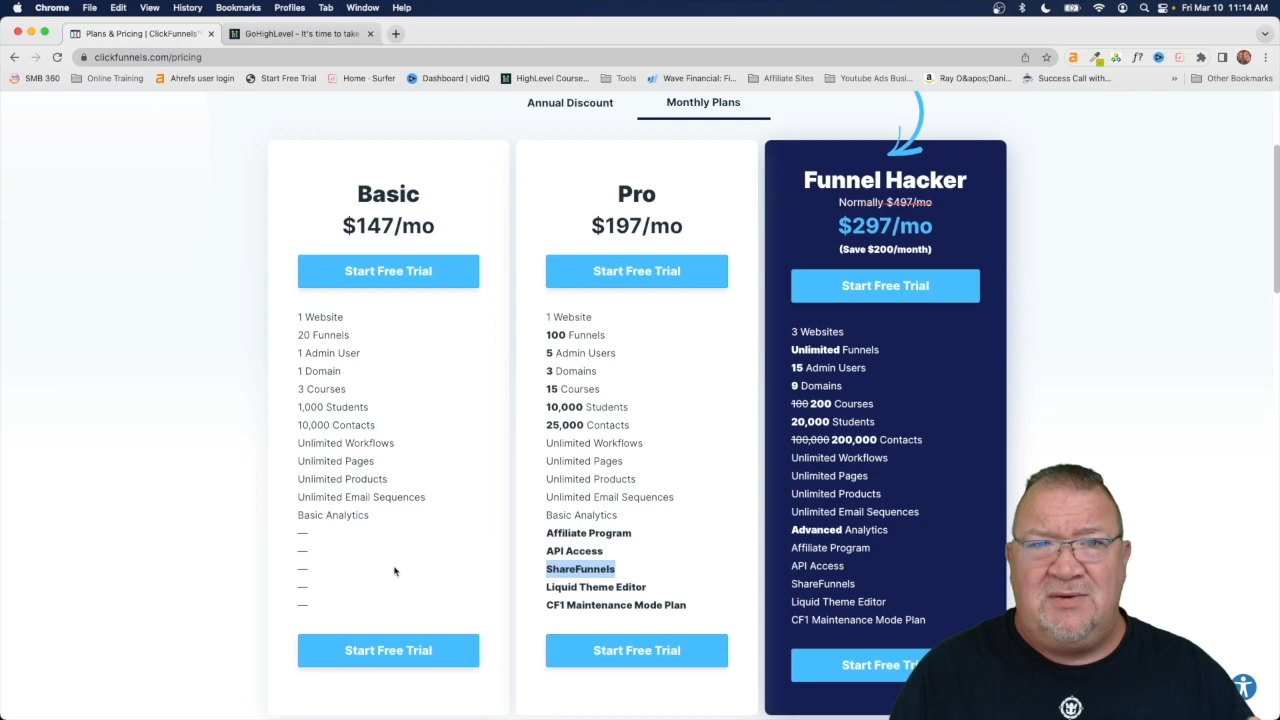 Chrome File Edit View History Bookmarks Profiles Tab Window Help Fri Mar 10 11:14 AM
Plans & Pricing | ClickFunnels™ GoHighLevel - It's time to take
clickfunnels.com/pricing
SMB 360 Online Training Ahrefs user login Start Free Trial Home · Surfer Dashboard | vidIQ HighLevel Course... Tools Wave Financial: Fi... Affiliate Sites Youtube Ads Busi... Ray O&apos;Dani... Success Call with... » Other Bookmarks
Annual Discount Monthly Plans
Basic
$147/mo
Start Free Trial
1 Website
20 Funnels
1 Admin User
1 Domain
3 Courses
1,000 Students
10,000 Contacts
Unlimited Workflows
Unlimited Pages
Unlimited Products
Unlimited Email Sequences
Basic Analytics
—
—
—
—
—
Start Free Trial
Pro
$197/mo
Start Free Trial
1 Website
100 Funnels
5 Admin Users
3 Domains
15 Courses
10,000 Students
25,000 Contacts
Unlimited Workflows
Unlimited Pages
Unlimited Products
Unlimited Email Sequences
Basic Analytics
Affiliate Program
API Access
ShareFunnels
Liquid Theme Editor
CF1 Maintenance Mode Plan
Start Free Trial
Funnel Hacker
Normally $497/mo
$297/mo
(Save $200/month)
Start Free Trial
3 Websites
Unlimited Funnels
15 Admin Users
9 Domains
100 200 Courses
20,000 Students
100,000 200,000 Contacts
Unlimited Workflows
Unlimited Pages
Unlimited Products
Unlimited Email Sequences
Advanced Analytics
Affiliate Program
API Access
ShareFunnels
Liquid Theme Editor
CF1 Maintenance Mode Plan
Start Free Tri